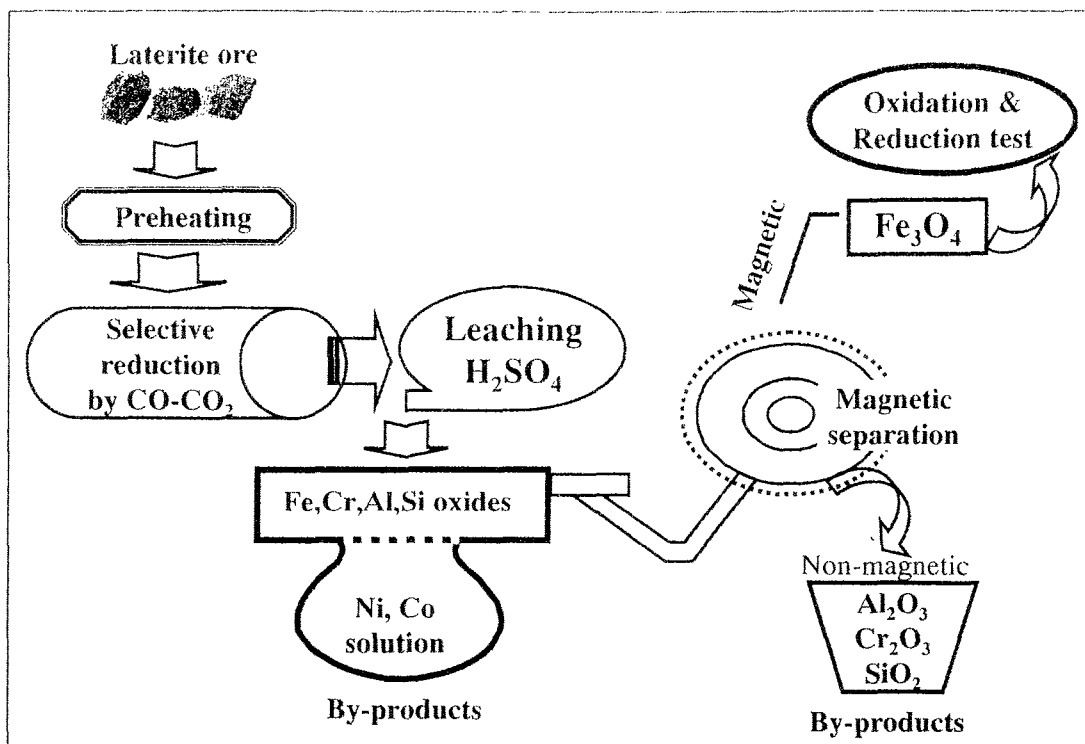 Laterite ore
Preheating
Selective
reduction
by CO-CO₂
Leaching
H₂SO₄
Fe,Cr,Al,Si oxides
Ni, Co
solution
By-products
Oxidation &
Reduction test
Fe₃O₄
Magnetic
Magnetic
separation
Non-magnetic
Al₂O₃
Cr₂O₃
SiO₂
By-products